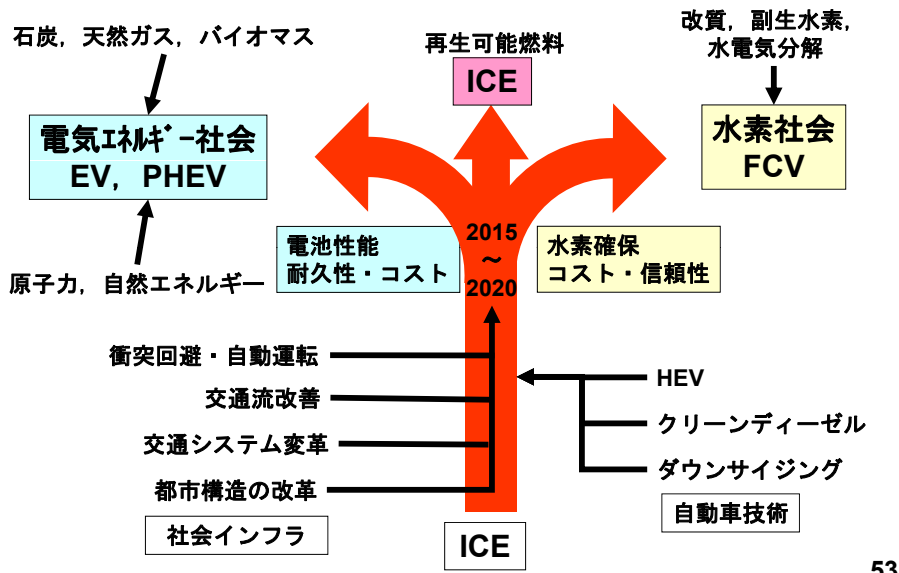 石炭，天然ガス，バイオマス
電気エネルギー社会
EV，PHEV
原子力，自然エネルギー
再生可能燃料
ICE
改質，副生水素，
水電気分解
水素社会
FCV
電池性能
耐久性・コスト
2015
～
2020
水素確保
コスト・信頼性
衝突回避・自動運転
交通流改善
交通システム変革
都市構造の改革
社会インフラ
HEV
クリーンディーゼル
ダウンサイジング
自動車技術
ICE
53